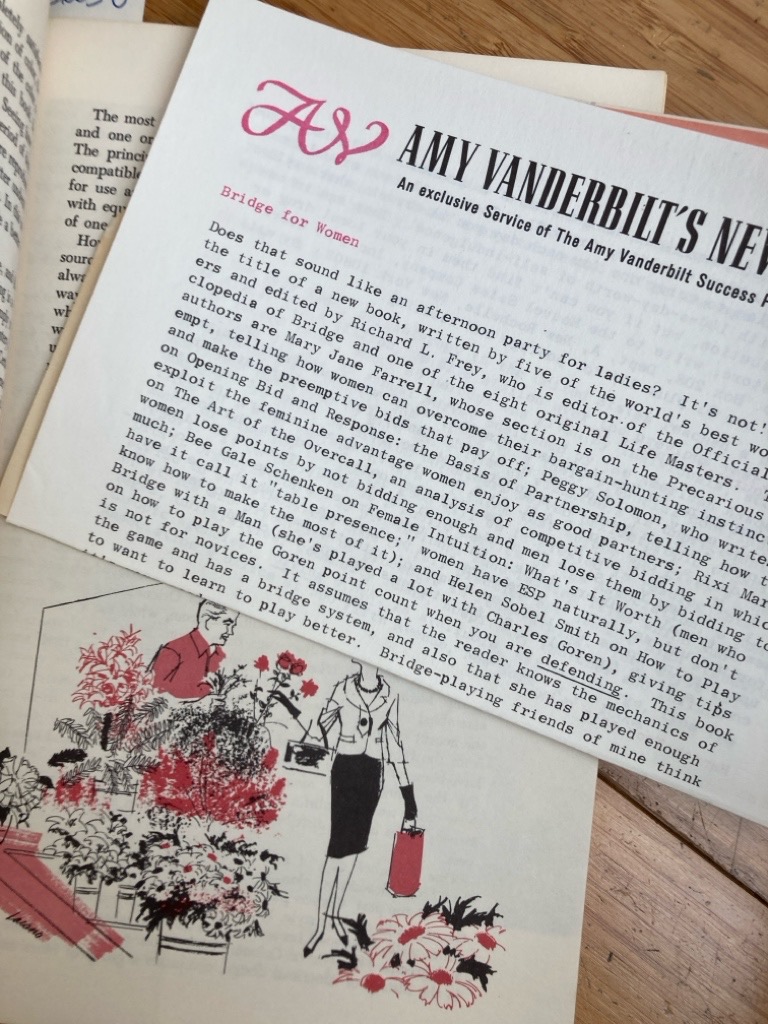 The most
and one or
The princi
compatible
for use a
with equ
of one
Ho
sourc
alw
way
wh
AV
AMY VANDERBILT'S NEW
An exclusive Service of The Amy Vanderbilt Success P
Bridge for Women
Does that sound like an afternoon party for ladies? It's not!
the title of a new book, written by five of the world's best wo
ers and edited by Richard L. Frey, who is editor of the Official
clopedia of Bridge and one of the eight original Life Masters. T
authors are Mary Jane Farrell, whose section is on the Precarious
empt, telling how women can overcome their bargain-hunting instinc
and make the preemptive bids that pay off; Peggy Solomon, who write
on Opening Bid and Response: the Basis of Partnership, telling how t
exploit the feminine advantage women enjoy as good partners; Rixi Mar
on The Art of the Overcall, an analysis of competitive bidding in whic
women lose points by not bidding enough and men lose them by bidding to
much; Bee Gale Schenken on Female Intuition: What's It Worth (men who
have it call it "table presence;" women have ESP naturally, but don't
know how to make the most of it); and Helen Sobel Smith on How to Play
Bridge with a Man (she's played a lot with Charles Goren), giving tips
on how to play the Goren point count when you are defending. This book
is not for novices. It assumes that the reader knows the mechanics of
the game and has a bridge system, and also that she has played enough
to want to learn to play better. Bridge-playing friends of mine think